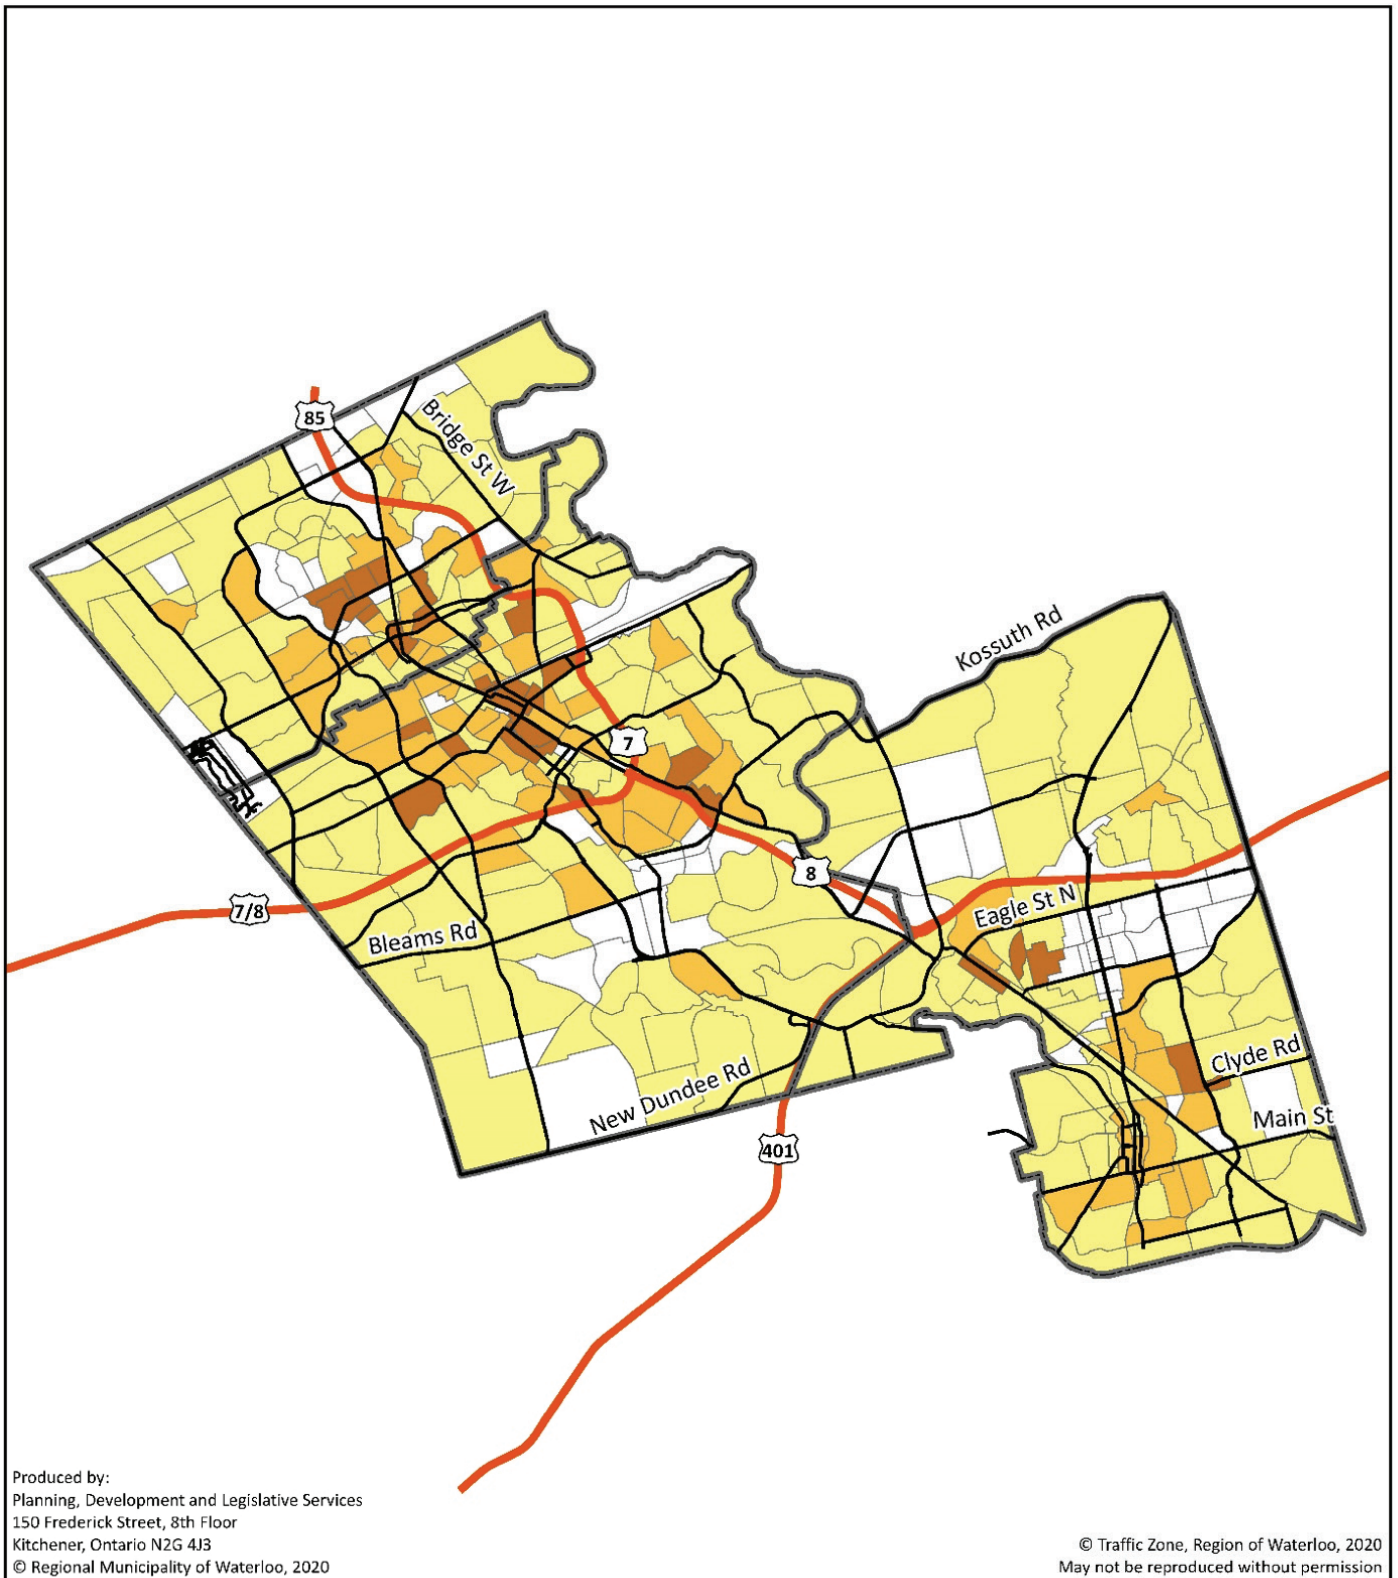 85
Bridge St W
Kossuth Rd
7
8
7/8
Eagle St N
Bleams Rd
Clyde Rd
New Dundee Rd
Main St
401
Produced by:
Planning, Development and Legislative Services
150 Frederick Street, 8th Floor
Kitchener, Ontario N2G 4J3
© Regional Municipality of Waterloo, 2020
© Traffic Zone, Region of Waterloo, 2020
May not be reproduced without permission